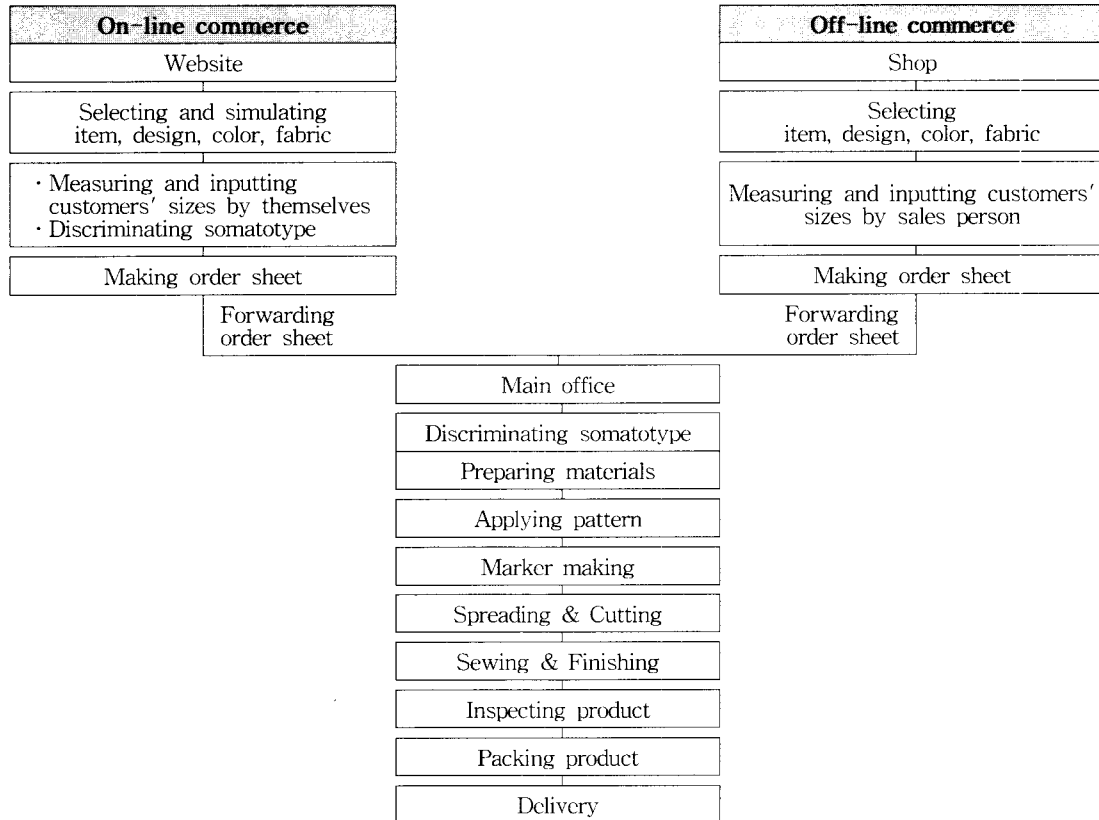 On-line commerce
Website
Selecting and simulating
item, design, color, fabric
· Measuring and inputting
customers' sizes by themselves
· Discriminating somatotype
Making order sheet
Forwarding
order sheet
Off-line commerce
Shop
Selecting
item, design, color, fabric
Measuring and inputting customers'
sizes by sales person
Making order sheet
Forwarding
order sheet
Main office
Discriminating somatotype
Preparing materials
Applying pattern
Marker making
Spreading & Cutting
Sewing & Finishing
Inspecting product
Packing product
Delivery